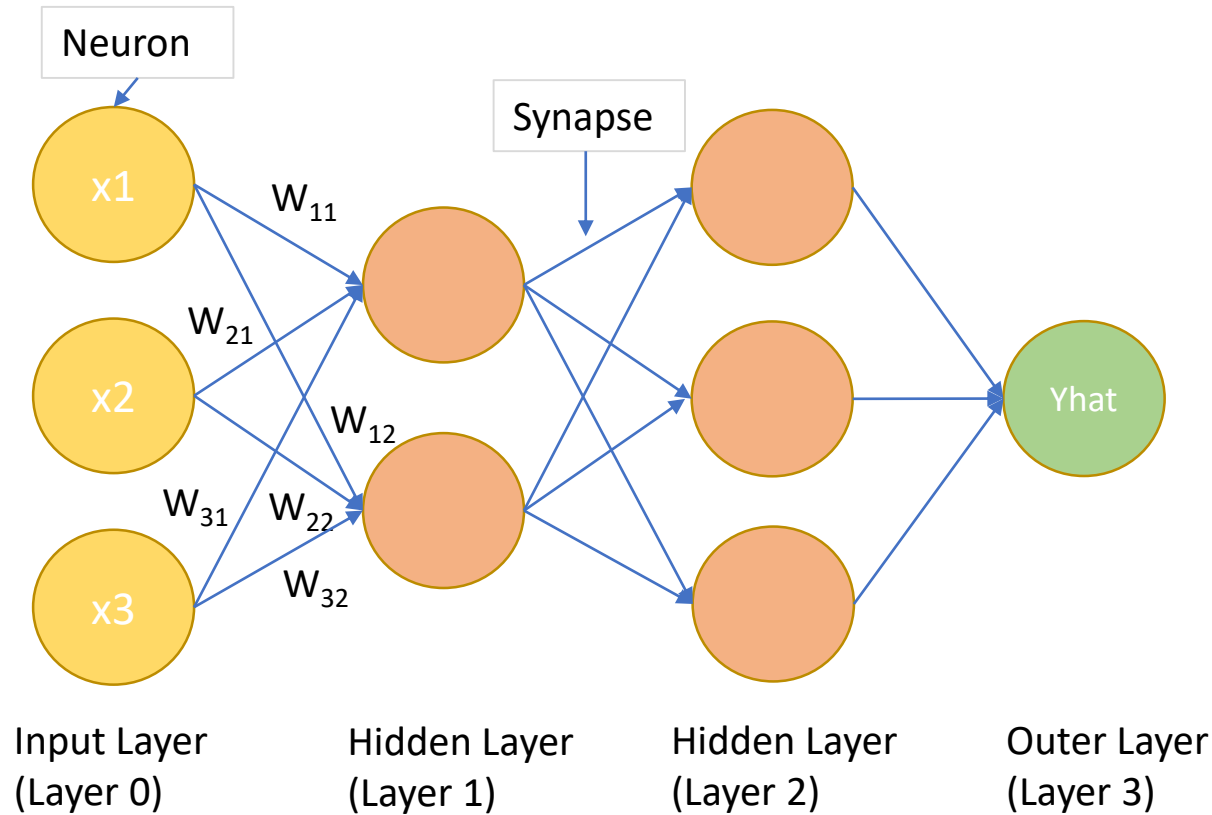 Neuron
Synapse
x1
W11
W21
x2
Yhat
W12
W31
W22
W32
x3
Input Layer
(Layer 0)
Hidden Layer
(Layer 1)
Hidden Layer
(Layer 2)
Outer Layer
(Layer 3)